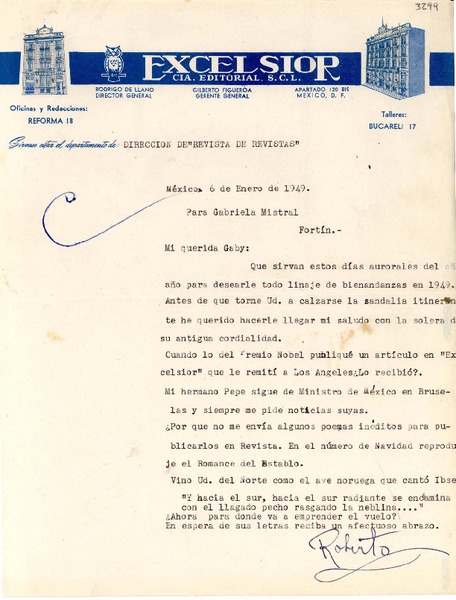 3299
EXCELSIOR
CIA. EDITORIAL, S.C.L.
RODRIGO DE LLANO
DIRECTOR GENERAL
GILBERTO FIGUEROA
GERENTE GENERAL
APARTADO 120 BIS
MEXICO, D. F.
Oficinas y Redacciones:
REFORMA 18
Talleres:
BUCARELI 17
Sírvase citar el departamento de: DIRECCION DE"REVISTA DE REVISTAS"
México, 6 de Enero de 1949.
Para Gabriela Mistral
Fortín.-
Mi querida Gaby:
Que sirvan estos días aurorales del añ
año para desearle todo linaje de bienandanzas en 1949.
Antes de que torne Ud. a calzarse la sandalia itineran
te ha querido hacerle llegar mi saludo con la solera d
su antigua cordialidad.
Cuando lo del Premio Nobel publiqué un artículo en "Ex
celsior" que le remití a Los Angeles¿Lo recibió?.
Mi hermano Pepe sigue de Ministro de México en Bruse-
las y siempre me pide noticias suyas.
¿Por que no me envía algunos poemas inéditos para pu-
blicarlos en Revista. En el número de Navidad reprodu-
je el Romance del Establo.
Vino Ud. del Norte como el ave noruega que cantó Ibse
"Y hacia el sur, hacia el sur radiante se endamina
con el llagado pecho rasgando la neblina...."
¿Ahora para donde va a emprender el vuelo?
En espera de sus letras reciba un afectuoso abrazo.
Roberto